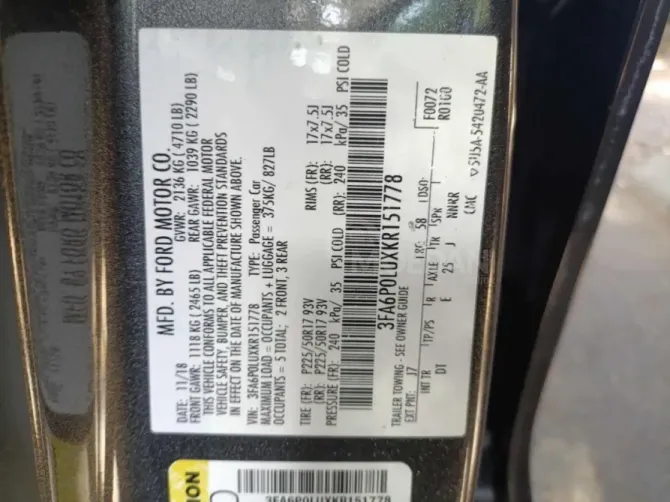 MFD. BY FORD MOTOR CO.
DATE: 11/18 GVWR: 2136 KG ( 4710 LB)
FRONT GAWR: 1118 KG ( 2465 LB) REAR GAWR: 1039 KG ( 2290 LB)
THIS VEHICLE CONFORMS TO ALL APPLICABLE FEDERAL MOTOR
VEHICLE SAFETY, BUMPER, AND THEFT PREVENTION STANDARDS
IN EFFECT ON THE DATE OF MANUFACTURE SHOWN ABOVE.
VIN: 3FA6P0LUXKR151778 TYPE: Passenger Car
MAXIMUM LOAD = OCCUPANTS + LUGGAGE = 375KG/ 827LB
OCCUPANTS = 5 TOTAL; 2 FRONT, 3 REAR
TIRE (FR): P225/50R17 93V RIMS (FR): 17x7.5J
(RR): P225/50R17 93V (RR): 17x7.5J
PRESSURE (FR): 240 kPa/ 35 PSI COLD (RR): 240 kPa/ 35 PSI COLD
3FA6P0LUXKR151778
TRAILER TOWING - SEE OWNER GUIDE
EXT PNT: J7 RC: 58 DSO: F0072
R0100
INT TR TP/PS R AXLE TR SPR
DT E 25 J NNKR
▽5U5A-5420472-AA
3FA6P0LUXKR151778